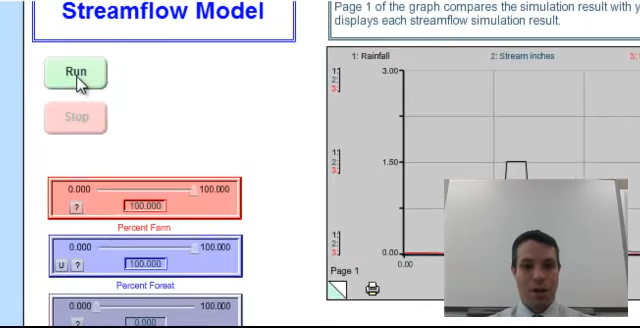 Streamflow Model
Page 1 of the graph compares the simulation result with y
displays each streamflow simulation result.
Run
Stop
1: Rainfall
2: Stream inches
3:
1:
2:
3:
3.00
1:
2:
3:
1.50
1:
2:
3:
0.00
0.00
Page 1
0.000
100.000
?
100.000
Percent Farm
0.000
100.000
U
?
100.000
Percent Forest
0.000
100.000
?
0.000